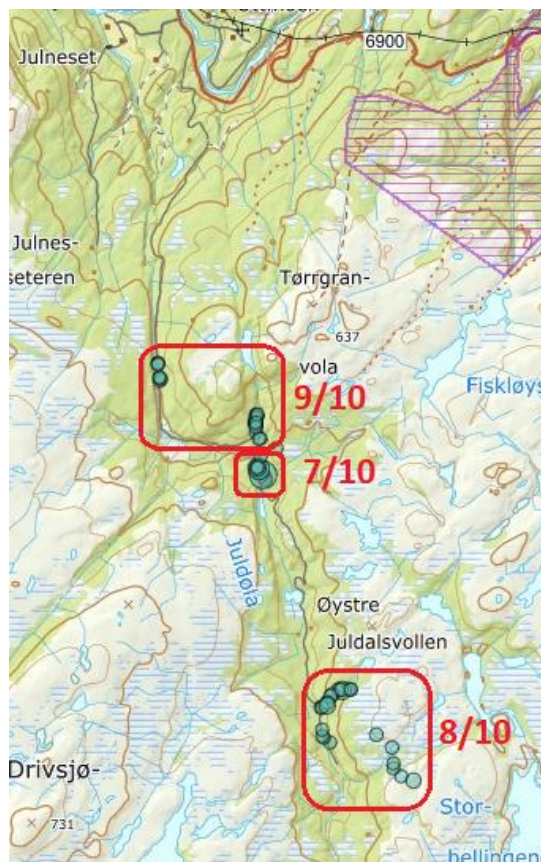 6900
Julneset
Julnes-
seteren
Tørrgran-
637
vola
Fiskløys
9/10
7/10
Juldøla
Øystre
Juldalsvollen
8/10
Drivsjø-
Stor-
731
bellingen